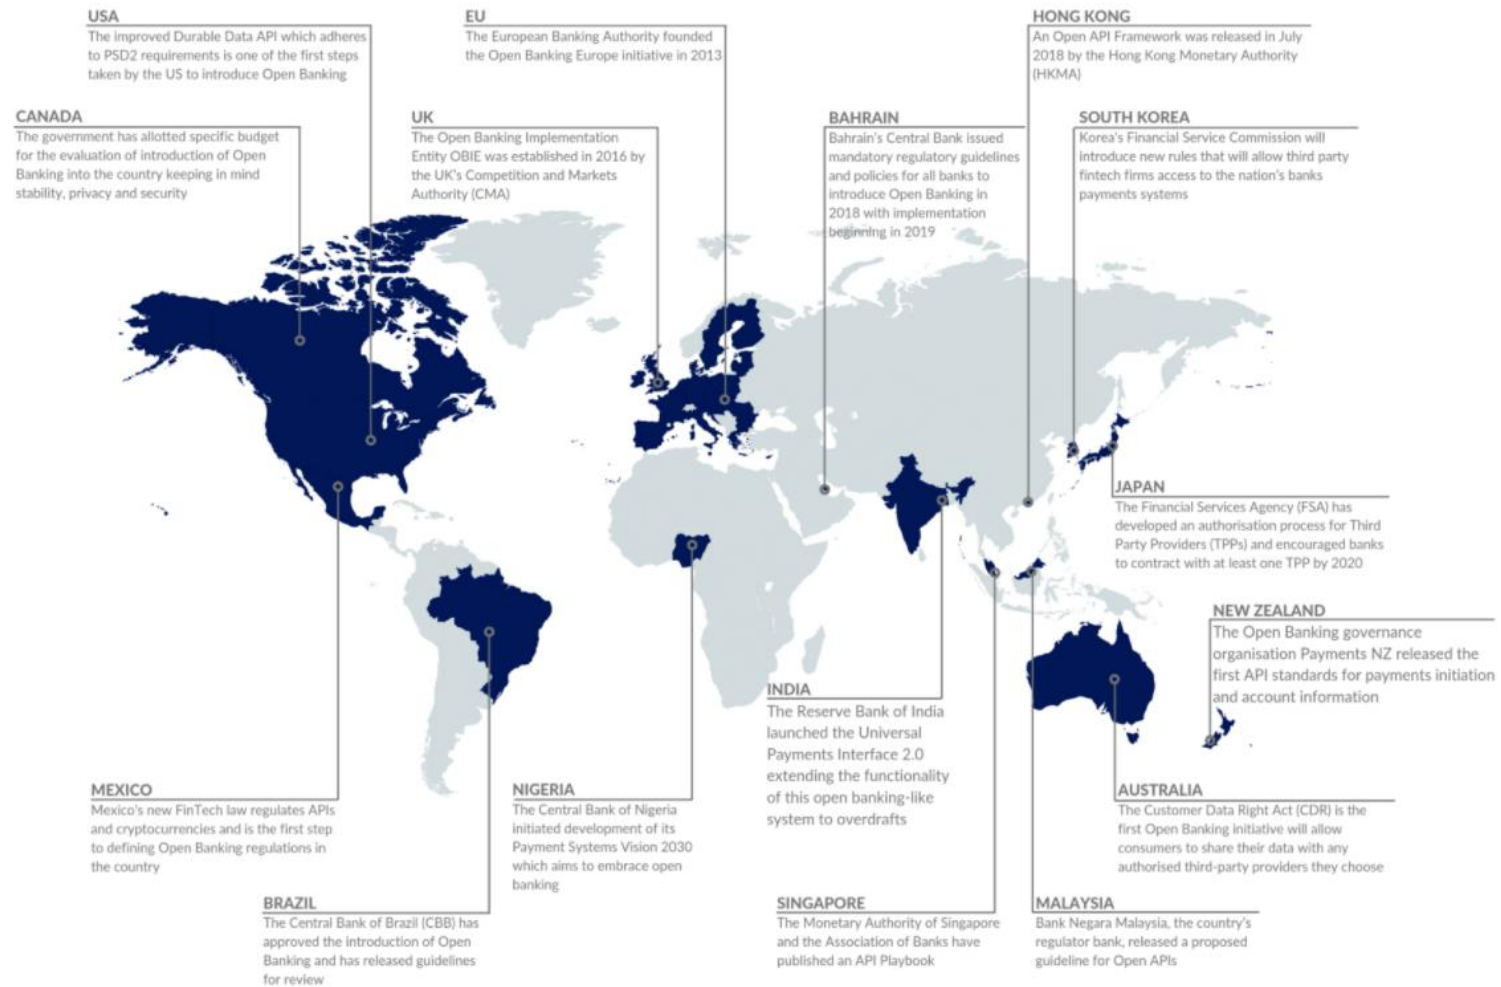 USA
The improved Durable Data API which adheres
to PSD2 requirements is one of the first steps
taken by the US to introduce Open Banking
EU
The European Banking Authority founded
the Open Banking Europe initiative in 2013
HONG KONG
An Open API Framework was released in July
2018 by the Hong Kong Monetary Authority
(HKMA)
CANADA
The government has allotted specific budget
for the evaluation of introduction of Open
Banking into the country keeping in mind
stability, privacy and security
UK
The Open Banking Implementation
Entity OBIE was established in 2016 by
the UK's Competition and Markets
Authority (CMA)
BAHRAIN
Bahrain's Central Bank issued
mandatory regulatory guidelines
and policies for all banks to
introduce Open Banking in
2018 with implementation
beginning in 2019
SOUTH KOREA
Korea's Financial Service Commission will
introduce new rules that will allow third party
fintech firms access to the nation's banks
payments systems
JAPAN
The Financial Services Agency (FSA) has
developed an authorisation process for Third
Party Providers (TPPs) and encouraged banks
to contract with at least one TPP by 2020
NEW ZEALAND
The Open Banking governance
organisation Payments NZ released the
first API standards for payments initiation
and account information
INDIA
The Reserve Bank of India
launched the Universal
Payments Interface 2.0
extending the functionality
of this open banking-like
system to overdrafts
MEXICO
Mexico's new FinTech law regulates APIs
and cryptocurrencies and is the first step
to defining Open Banking regulations in
the country
NIGERIA
The Central Bank of Nigeria
initiated development of its
Payment Systems Vision 2030
which aims to embrace open
banking
AUSTRALIA
The Customer Data Right Act (CDR) is the
first Open Banking initiative will allow
consumers to share their data with any
authorised third-party providers they choose
BRAZIL
The Central Bank of Brazil (CBB) has
approved the introduction of Open
Banking and has released guidelines
for review
SINGAPORE
The Monetary Authority of Singapore
and the Association of Banks have
published an API Playbook
MALAYSIA
Bank Negara Malaysia, the country's
regulator bank, released a proposed
guideline for Open APIs